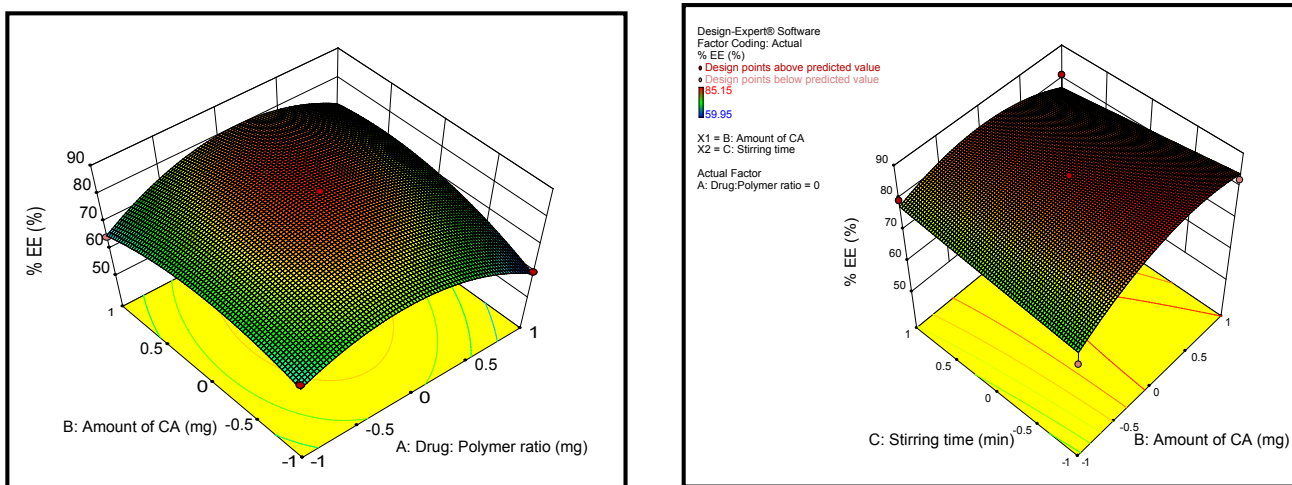 90
80
70
60
50
% EE (%)
1
0.5
0
-0.5
-1
B: Amount of CA (mg)
-1
-0.5
0
0.5
1
A: Drug: Polymer ratio (mg)
Design-Expert® Software
Factor Coding: Actual
% EE (%)
Design points above predicted value
Design points below predicted value
85.15
59.95
X1 = B: Amount of CA
X2 = C: Stirring time
Actual Factor
A: Drug:Polymer ratio = 0
90
80
70
60
50
% EE (%)
1
0.5
0
-0.5
-1
C: Stirring time (min)
-1
-0.5
0
0.5
1
B: Amount of CA (mg)